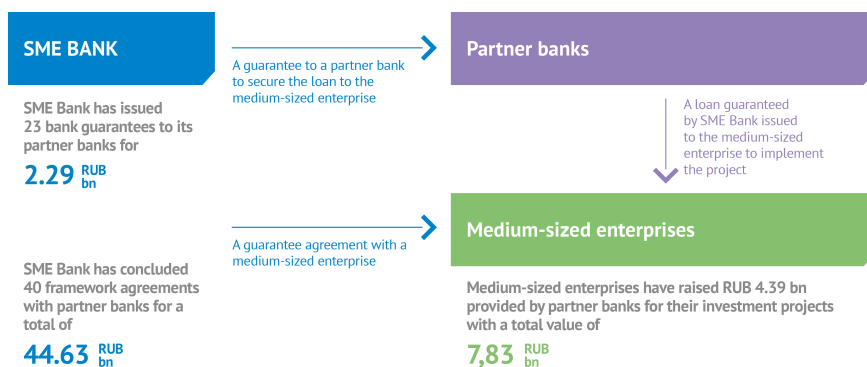 SME BANK
A guarantee to a partner bank
to secure the loan to the
medium-sized enterprise
Partner banks
SME Bank has issued
23 bank guarantees to its
partner banks for
2.29 RUB
bn
A loan guaranteed
by SME Bank issued
to the medium-sized
enterprise to implement
the project
A guarantee agreement with a
medium-sized enterprise
Medium-sized enterprises
SME Bank has concluded
40 framework agreements
with partner banks for a
total of
44.63 RUB
bn
Medium-sized enterprises have raised RUB 4.39 bn
provided by partner banks for their investment projects
with a total value of
7,83 RUB
bn